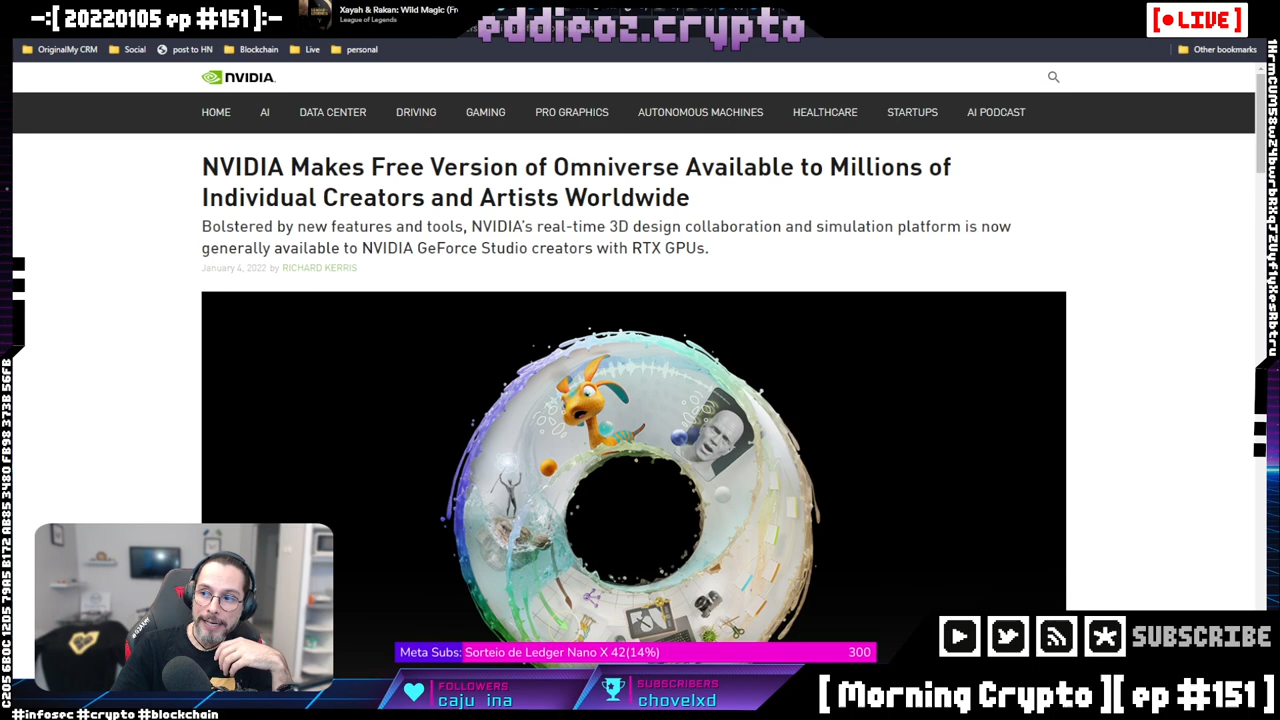 -:[ 20220105 ep #151 ]:-
Xayah & Rakan: Wild Magic (Fr
League of Legends
eddieoz.crypto
[ • LIVE ]
OriginalMy CRM
Social
post to HN
Blockchain
Live
personal
Other bookmarks
NVIDIA.
HOME
AI
DATA CENTER
DRIVING
GAMING
PRO GRAPHICS
AUTONOMOUS MACHINES
HEALTHCARE
STARTUPS
AI PODCAST
NVIDIA Makes Free Version of Omniverse Available to Millions of
Individual Creators and Artists Worldwide
Bolstered by new features and tools, NVIDIA's real-time 3D design collaboration and simulation platform is now
generally available to NVIDIA GeForce Studio creators with RTX GPUs.
January 4, 2022 by RICHARD KERRIS
Meta Subs: Sorteio de Ledger Nano X 42(14%)
300
FOLLOWERS
caju_ina
SUBSCRIBERS
chovelxd
SUBSCRIBE
[ Morning Crypto ][ ep #151 ]
#infosec #crypto #blockchain